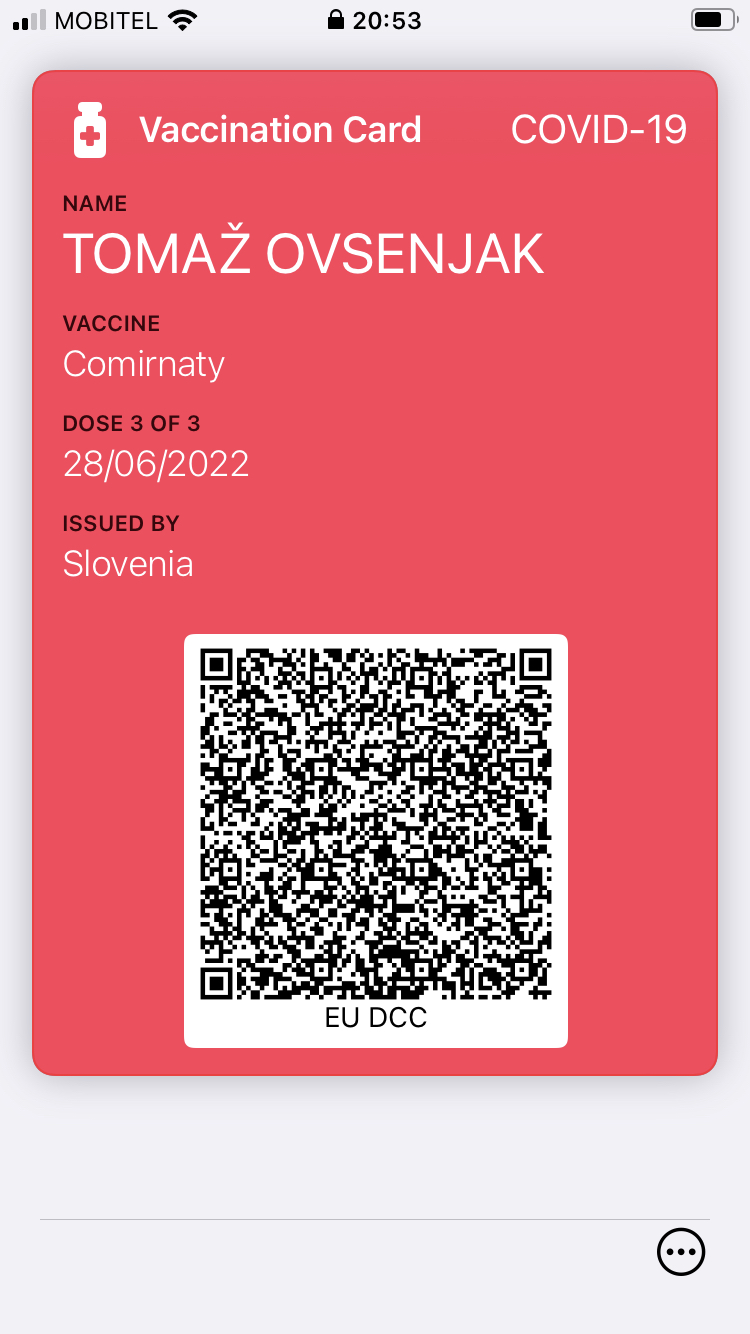 MOBITEL 20:53
Vaccination Card COVID-19
NAME
TOMAŽ OVSENJAK
VACCINE
Comirnaty
DOSE 3 OF 3
28/06/2022
ISSUED BY
Slovenia
EU DCC